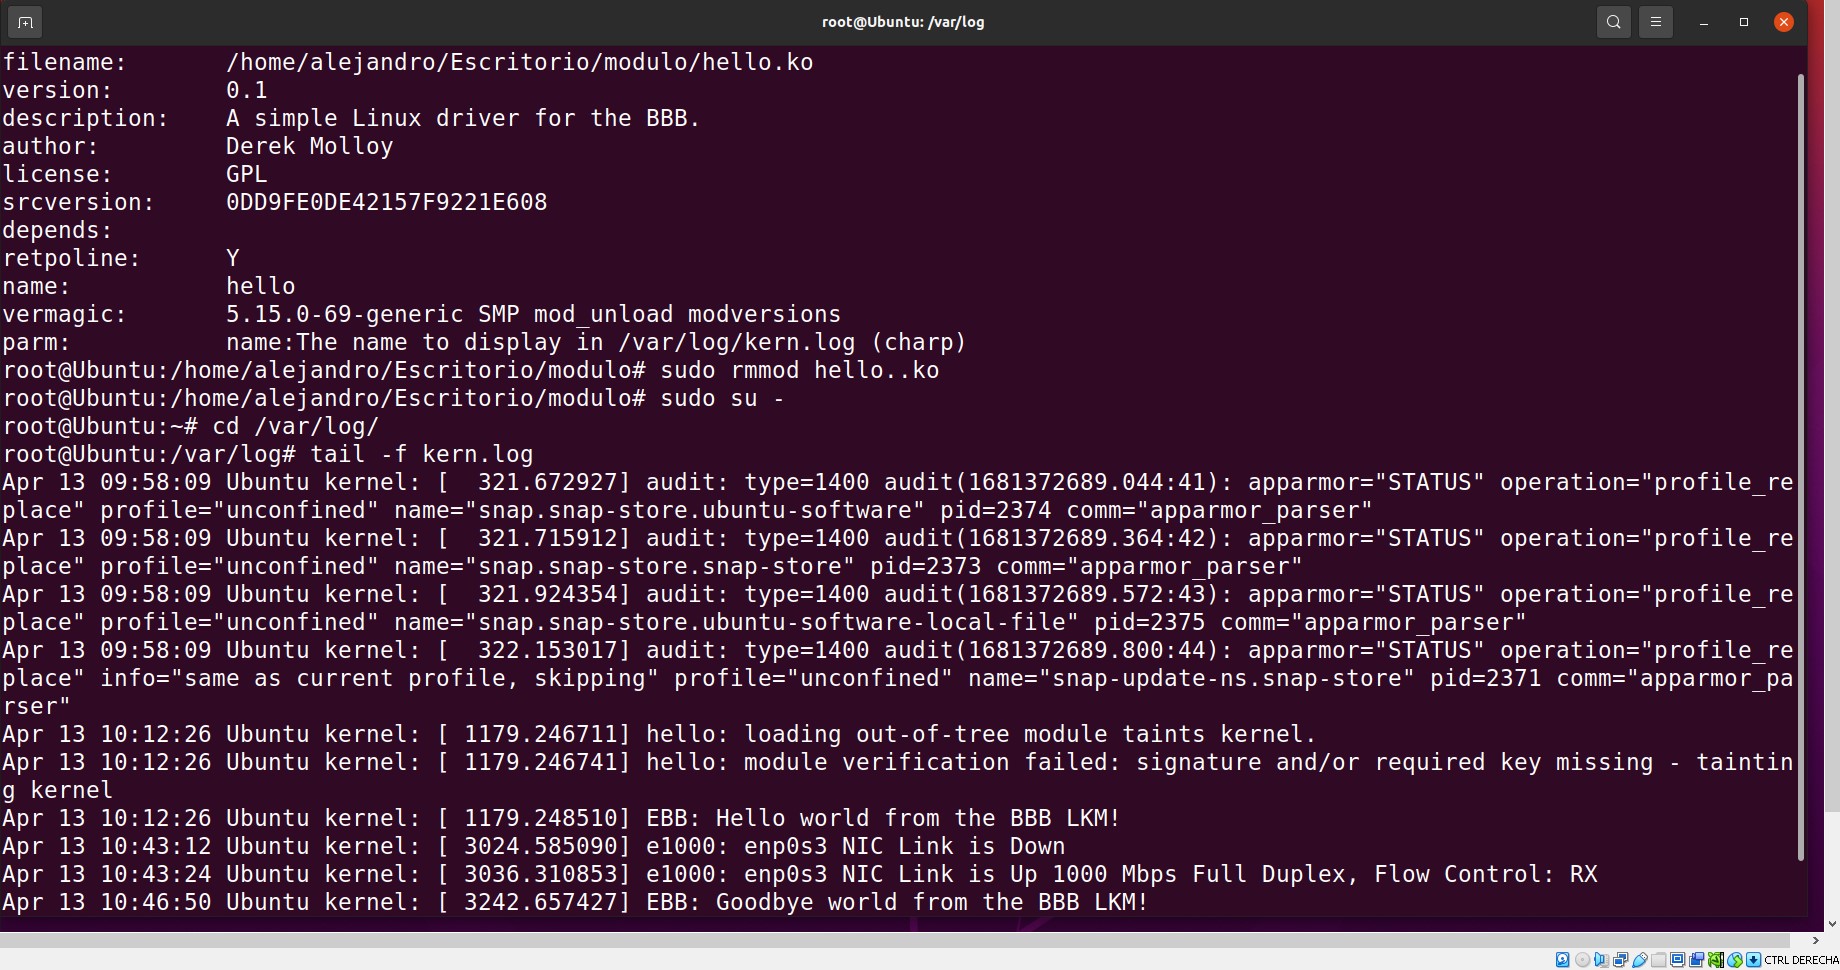 root@Ubuntu: /var/log
filename:       /home/alejandro/Escritorio/modulo/hello.ko
version:        0.1
description:    A simple Linux driver for the BBB.
author:         Derek Molloy
license:        GPL
srcversion:     0DD9FE0DE42157F9221E608
depends:
retpoline:      Y
name:           hello
vermagic:       5.15.0-69-generic SMP mod_unload modversions
parm:           name:The name to display in /var/log/kern.log (charp)
root@Ubuntu:/home/alejandro/Escritorio/modulo# sudo rmmod hello..ko
root@Ubuntu:/home/alejandro/Escritorio/modulo# sudo su -
root@Ubuntu:~# cd /var/log/
root@Ubuntu:/var/log# tail -f kern.log
Apr 13 09:58:09 Ubuntu kernel: [  321.672927] audit: type=1400 audit(1681372689.044:41): apparmor="STATUS" operation="profile_re
place" profile="unconfined" name="snap.snap-store.ubuntu-software" pid=2374 comm="apparmor_parser"
Apr 13 09:58:09 Ubuntu kernel: [  321.715912] audit: type=1400 audit(1681372689.364:42): apparmor="STATUS" operation="profile_re
place" profile="unconfined" name="snap.snap-store.snap-store" pid=2373 comm="apparmor_parser"
Apr 13 09:58:09 Ubuntu kernel: [  321.924354] audit: type=1400 audit(1681372689.572:43): apparmor="STATUS" operation="profile_re
place" profile="unconfined" name="snap.snap-store.ubuntu-software-local-file" pid=2375 comm="apparmor_parser"
Apr 13 09:58:09 Ubuntu kernel: [  322.153017] audit: type=1400 audit(1681372689.800:44): apparmor="STATUS" operation="profile_re
place" info="same as current profile, skipping" profile="unconfined" name="snap-update-ns.snap-store" pid=2371 comm="apparmor_pa
rser"
Apr 13 10:12:26 Ubuntu kernel: [ 1179.246711] hello: loading out-of-tree module taints kernel.
Apr 13 10:12:26 Ubuntu kernel: [ 1179.246741] hello: module verification failed: signature and/or required key missing - taintin
g kernel
Apr 13 10:12:26 Ubuntu kernel: [ 1179.248510] EBB: Hello world from the BBB LKM!
Apr 13 10:43:12 Ubuntu kernel: [ 3024.585090] e1000: enp0s3 NIC Link is Down
Apr 13 10:43:24 Ubuntu kernel: [ 3036.310853] e1000: enp0s3 NIC Link is Up 1000 Mbps Full Duplex, Flow Control: RX
Apr 13 10:46:50 Ubuntu kernel: [ 3242.657427] EBB: Goodbye world from the BBB LKM!
CTRL DERECHA